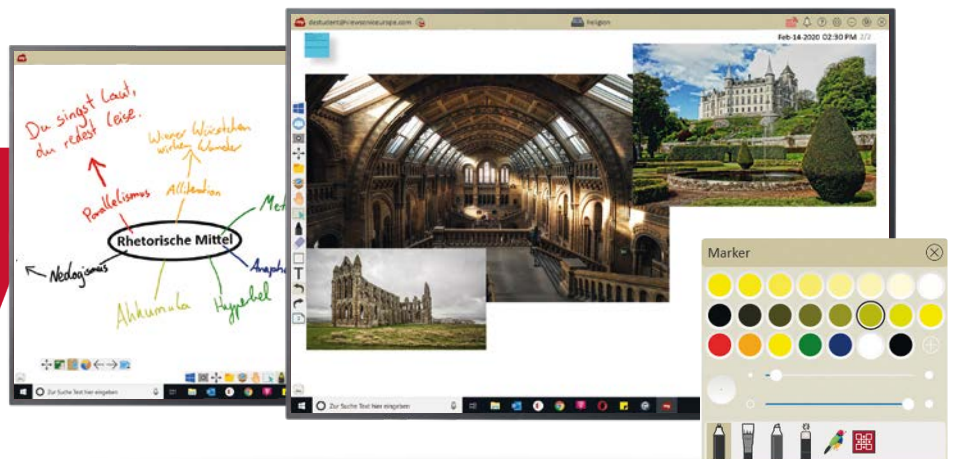 Du singst Laut,
du redest leise.
Wiener Würstchen
wirken Wunder
Parallelismus
Alliteration
Met
Rhetorische Mittel
Neologismus
Anapha
Akkumula
Hyperbel
Zur Suche Text hier eingeben
destudent@viewsoniceurope.com
Religion
Feb-14-2020 02:30 PM 2/2
T
Zur Suche Text hier eingeben
Marker